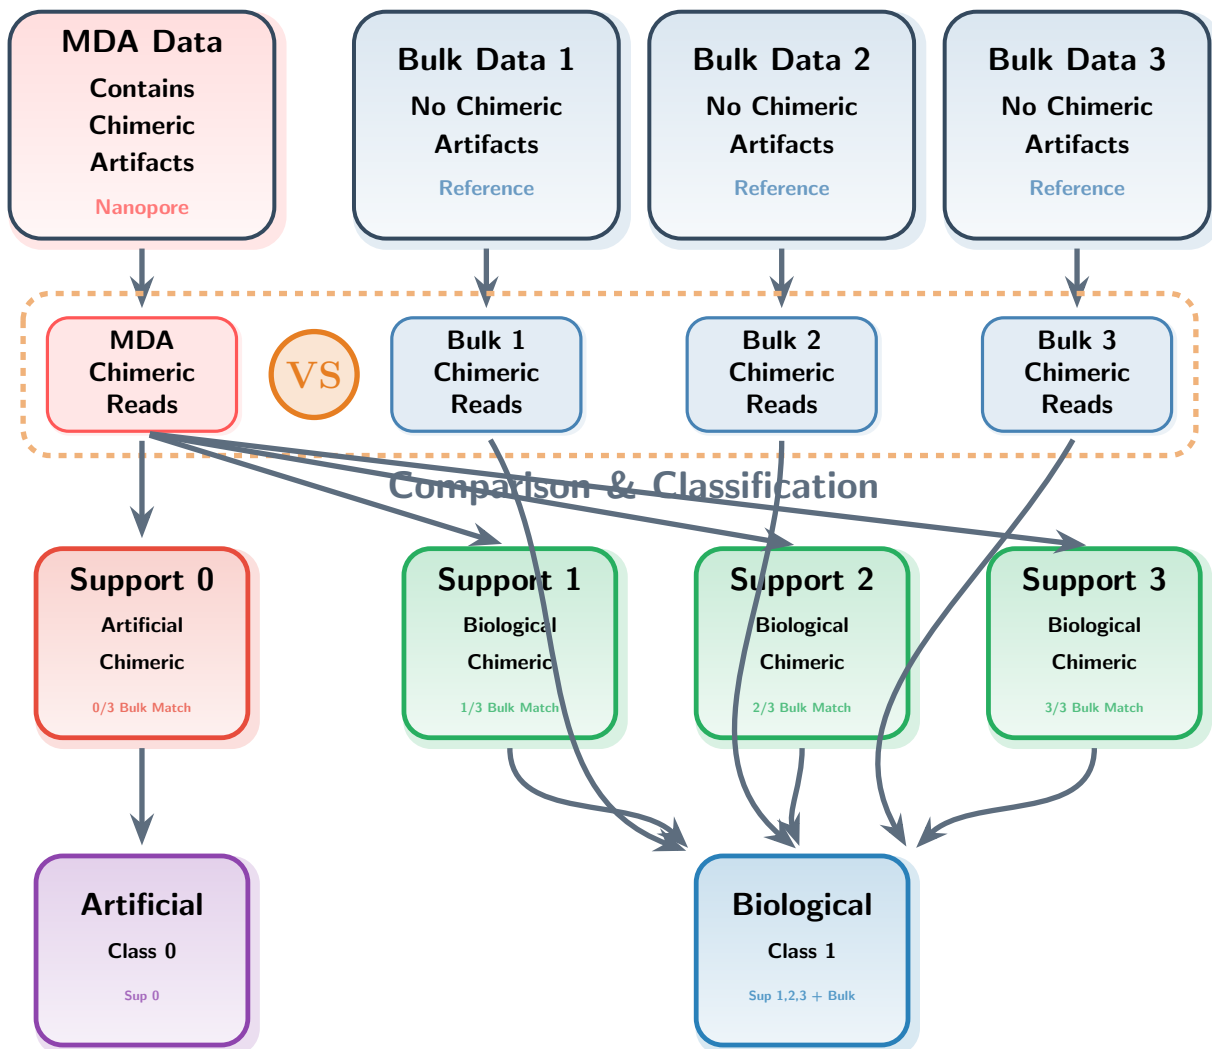 MDA Data
Contains
Chimeric
Artifacts
Nanopore
Bulk Data 1
No Chimeric
Artifacts
Reference
Bulk Data 2
No Chimeric
Artifacts
Reference
Bulk Data 3
No Chimeric
Artifacts
Reference
MDA
Chimeric
Reads
VS
Bulk 1
Chimeric
Reads
Bulk 2
Chimeric
Reads
Bulk 3
Chimeric
Reads
Comparison & Classification
Support 0
Artificial
Chimeric
0/3 Bulk Match
Support 1
Biological
Chimeric
1/3 Bulk Match
Support 2
Biological
Chimeric
2/3 Bulk Match
Support 3
Biological
Chimeric
3/3 Bulk Match
Artificial
Class 0
Sup 0
Biological
Class 1
Sup 1,2,3 + Bulk